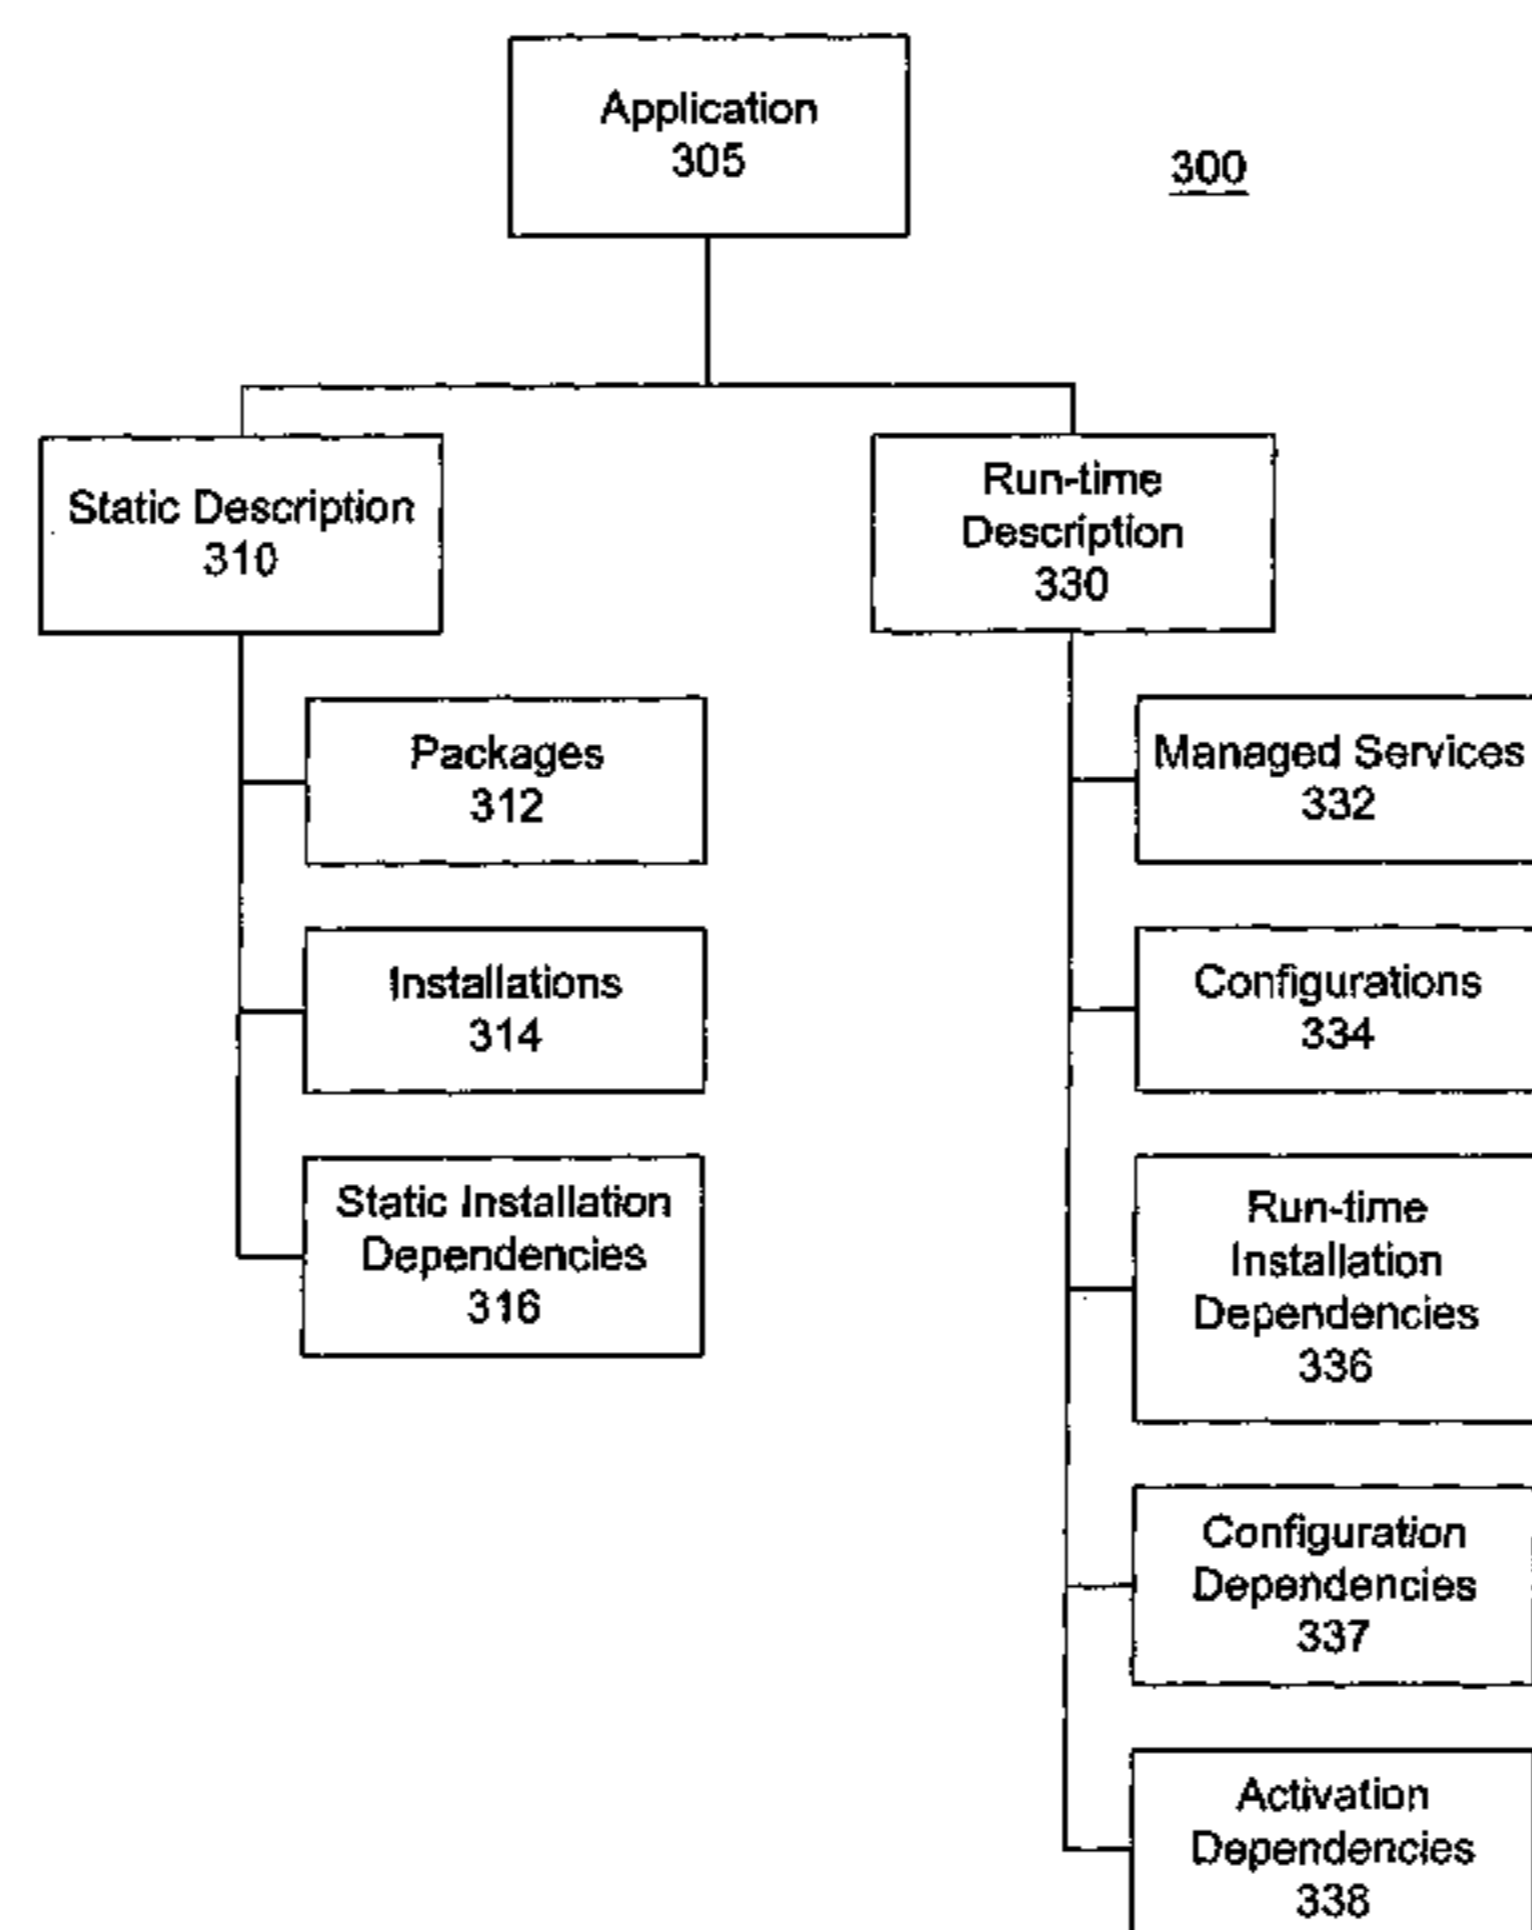 Application
305
300
Static Description
310
Run-time
Description
330
Packages
312
Managed Services
332
Installations
314
Configurations
334
Static Installation
Dependencies
316
Run-time
Installation
Dependencies
336
Configuration
Dependencies
337
Activation
Dependencies
338